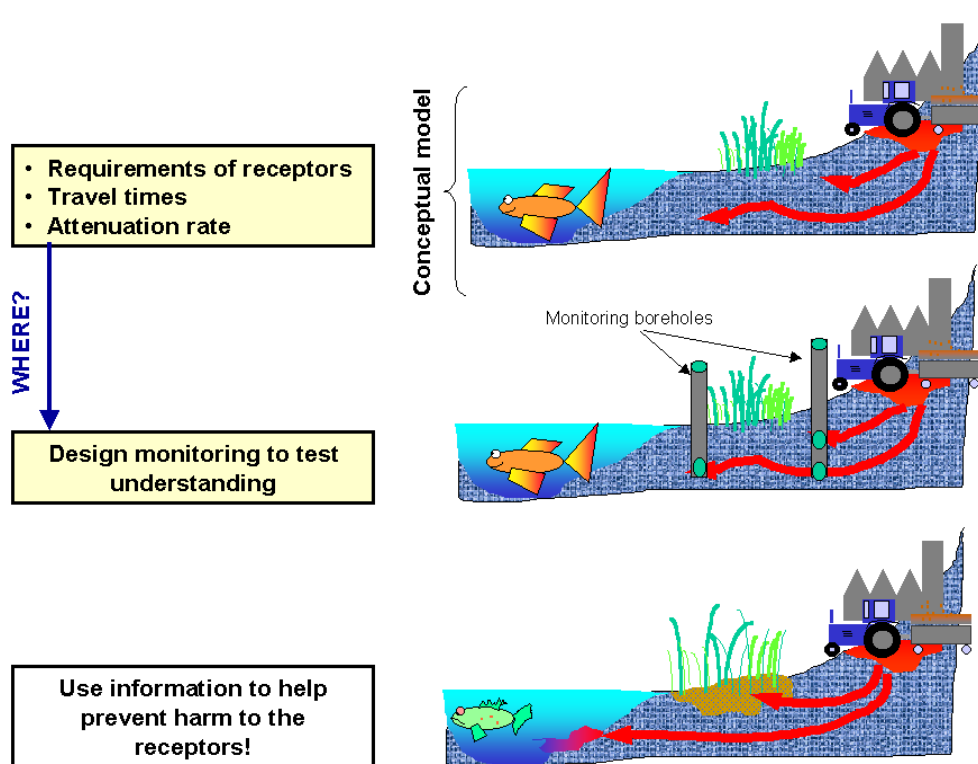 • Requirements of receptors
• Travel times
• Attenuation rate
WHERE?
Design monitoring to test
understanding
Use information to help
prevent harm to the
receptors!
Conceptual model
Monitoring boreholes